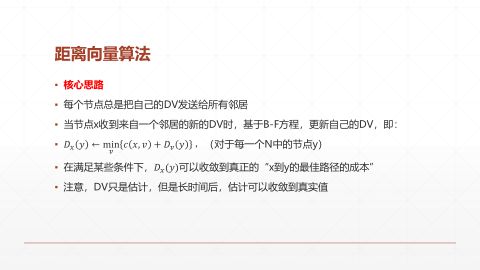 距离向量算法
核心思路
每个节点总是把自己的DV发送给所有邻居
当节点x收到来自一个邻居的新的DV时，基于B-F方程，更新自己的DV，即：
𝐷ₓ(𝑦) ← min{𝑐(𝑥, 𝑣) + 𝐷ᵥ(𝑦)} ，（对于每一个N中的节点y）
𝑣
在满足某些条件下，𝐷ₓ(𝑦)可以收敛到真正的“x到y的最佳路径的成本”
注意，DV只是估计，但是长时间后，估计可以收敛到真实值